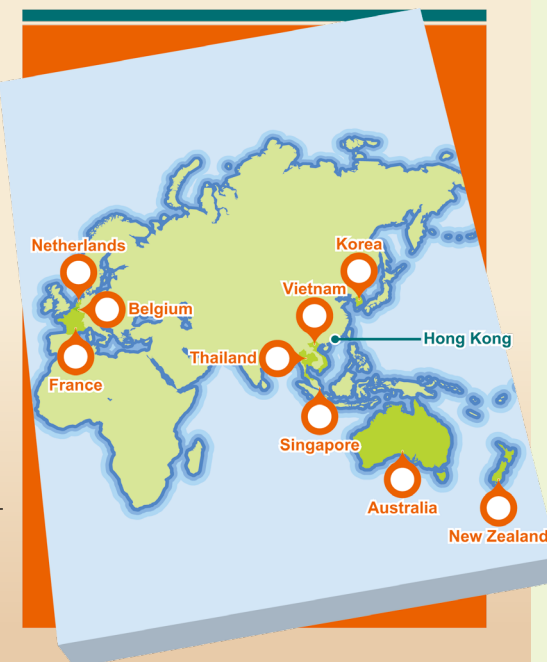 Netherlands
Korea
Vietnam
Belgium
Hong Kong
Thailand
France
Singapore
Australia
New Zealand